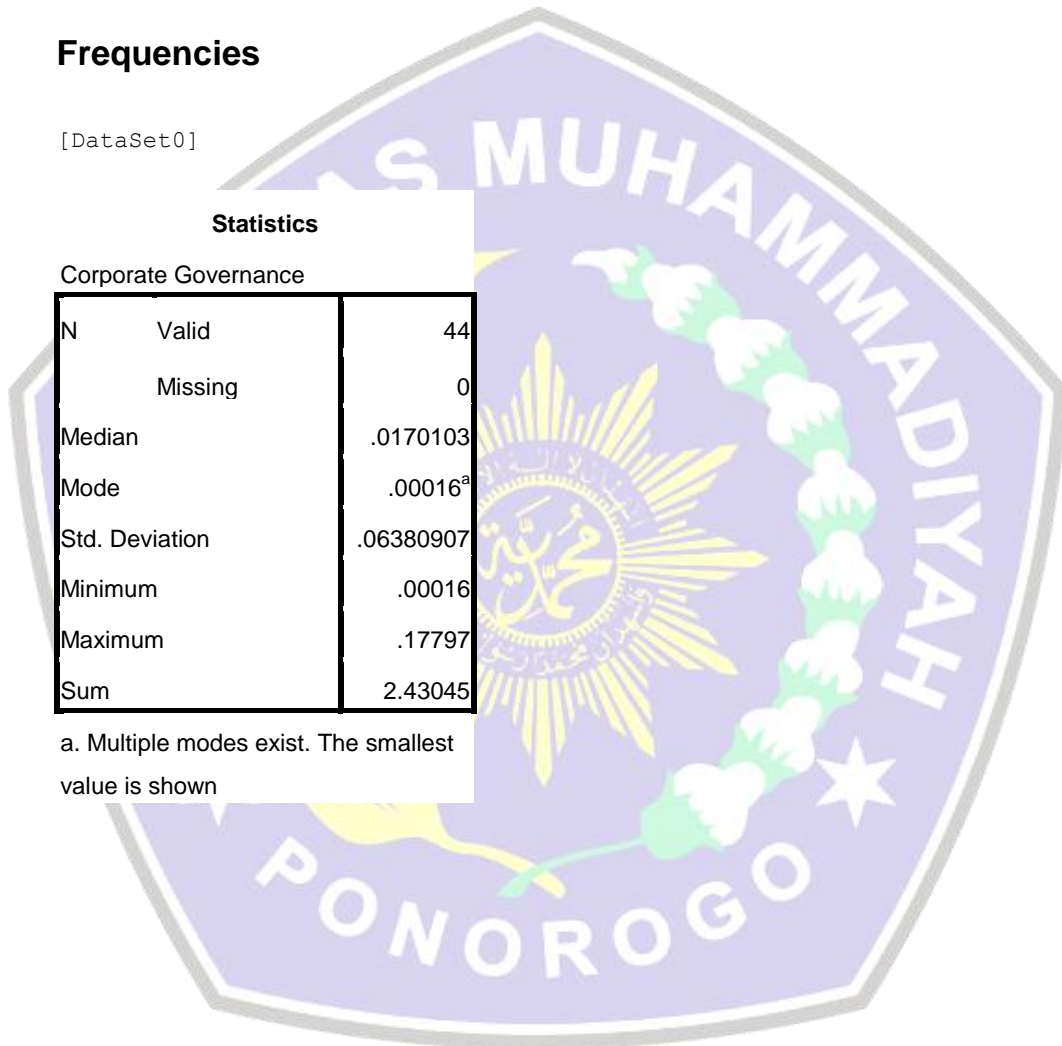 Frequencies
[DataSet0]
Statistics
Corporate Governance
N Valid 44
Missing 0
Median .0170103
Mode .00016a
Std. Deviation .06380907
Minimum .00016
Maximum .17797
Sum 2.43045
a. Multiple modes exist. The smallest
value is shown
AS MUHAMMADIYAH
PONOROGO